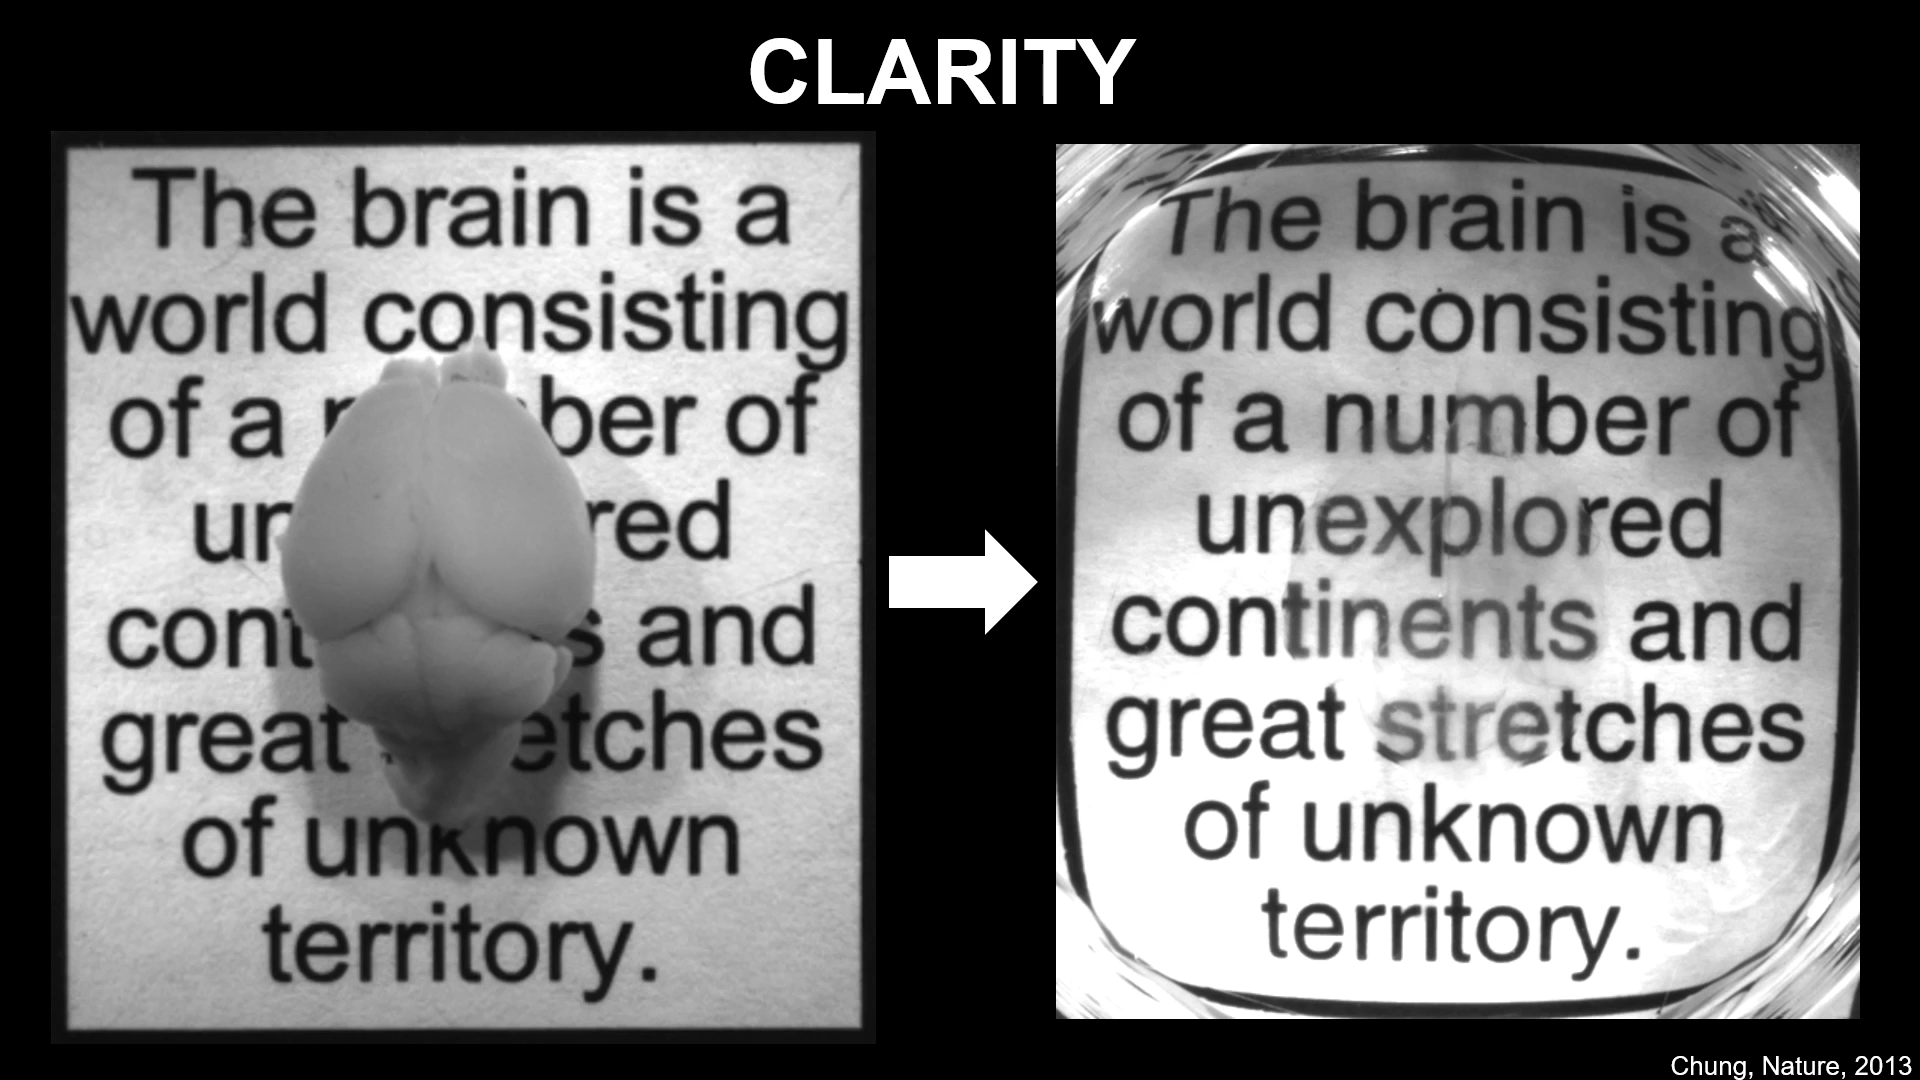 CLARITY
The brain is a
world consisting
of a ber of
un red
cont s and
great etches
of unknown
territory.
The brain is a
world consisting
of a number of
unexplored
continents and
great stretches
of unknown
territory.
Chung, Nature, 2013